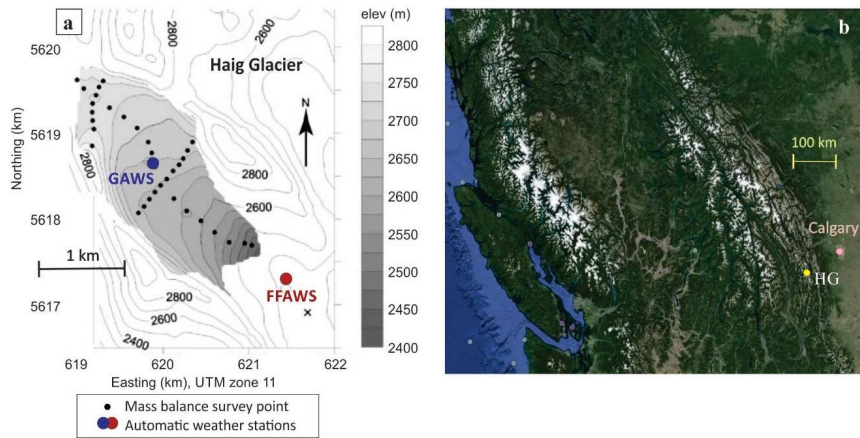 a
Haig Glacier
N
GAWS
FFAWS
1 km
×
2800
2600
2800
2800
2600
2800
2600
2400
5620
5619
5618
5617
Northing (km)
619
620
621
622
Easting (km), UTM zone 11
elev (m)
2800
2750
2700
2650
2600
2550
2500
2450
2400
Mass balance survey point
Automatic weather stations
b
100 km
Calgary
HG